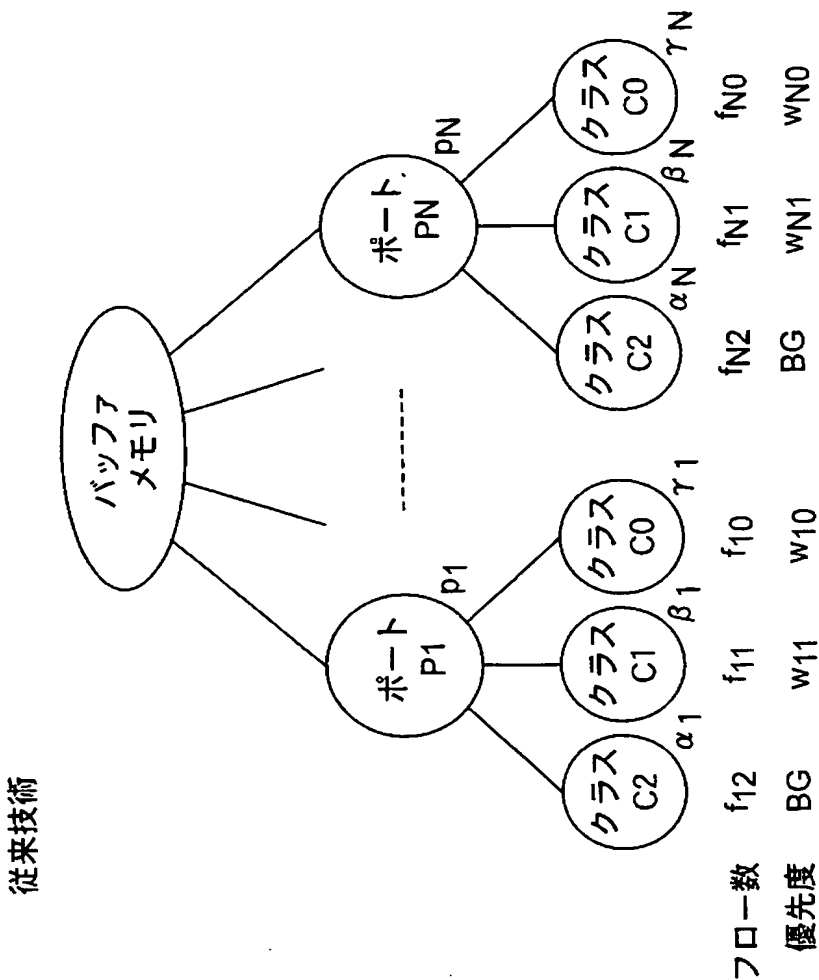 従来技術
バッファ
メモリ
ポート
P1
p1
ポート
PN
pN
クラス
C2
α1
クラス
C1
β1
クラス
C0
γ1
クラス
C2
αN
クラス
C1
βN
クラス
C0
γN
フロー数 f12 f11 f10 fN2 fN1 fN0
優先度 BG w11 w10 BG wN1 wN0